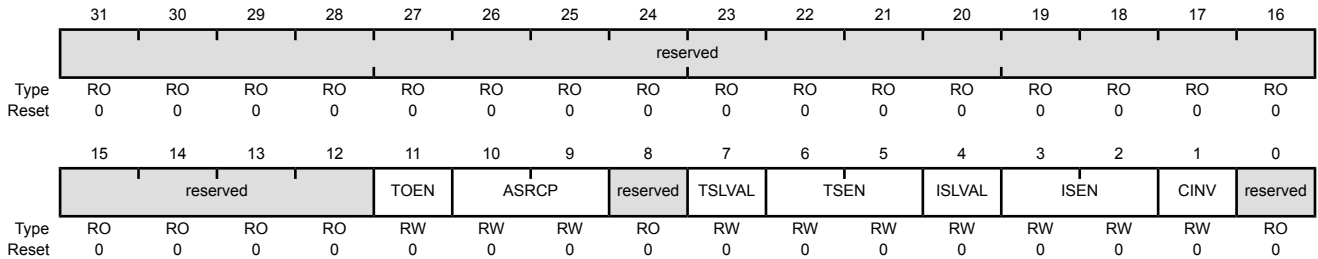 31 30 29 28 27 26 25 24 23 22 21 20 19 18 17 16
reserved
Type RO RO RO RO RO RO RO RO RO RO RO RO RO RO RO RO
Reset 0 0 0 0 0 0 0 0 0 0 0 0 0 0 0 0
15 14 13 12 11 10 9 8 7 6 5 4 3 2 1 0
reserved TOEN ASRCP reserved TSLVAL TSEN ISLVAL ISEN CINV reserved
Type RO RO RO RO RW RW RW RO RW RW RW RW RW RW RW RO
Reset 0 0 0 0 0 0 0 0 0 0 0 0 0 0 0 0